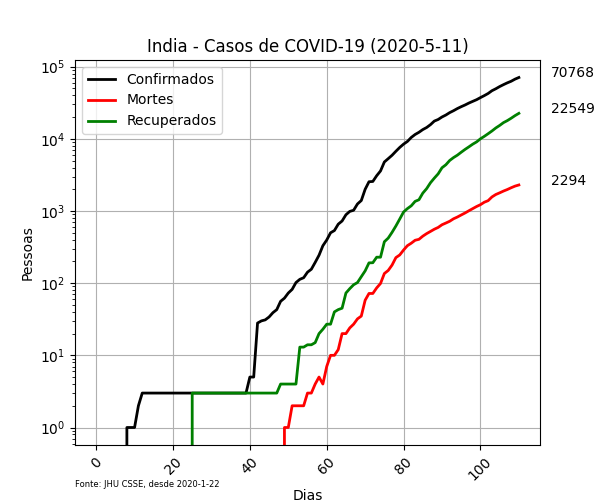 India - Casos de COVID-19 (2020-5-11)
Confirmados
Mortes
Recuperados
70768
22549
2294
10^5
10^4
10^3
10^2
10^1
10^0
Pessoas
0 20 40 60 80 100
Fonte: JHU CSSE, desde 2020-1-22
Dias